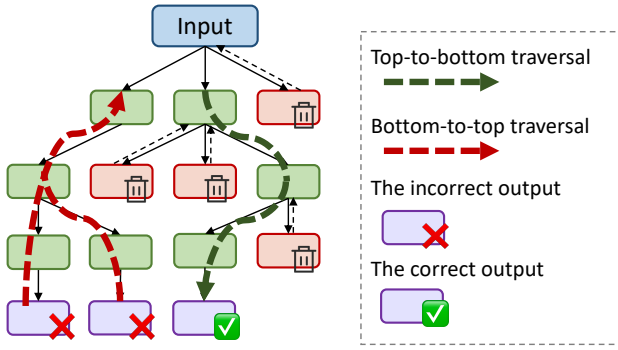 Input
Top-to-bottom traversal
Bottom-to-top traversal
The incorrect output
The correct output